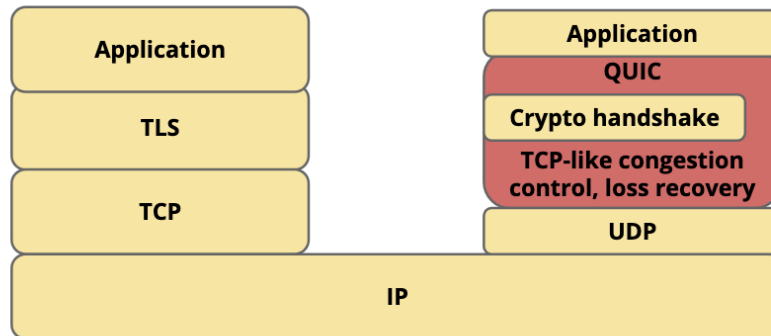 Application
TLS
TCP
Application
QUIC
Crypto handshake
TCP-like congestion
control, loss recovery
UDP
IP